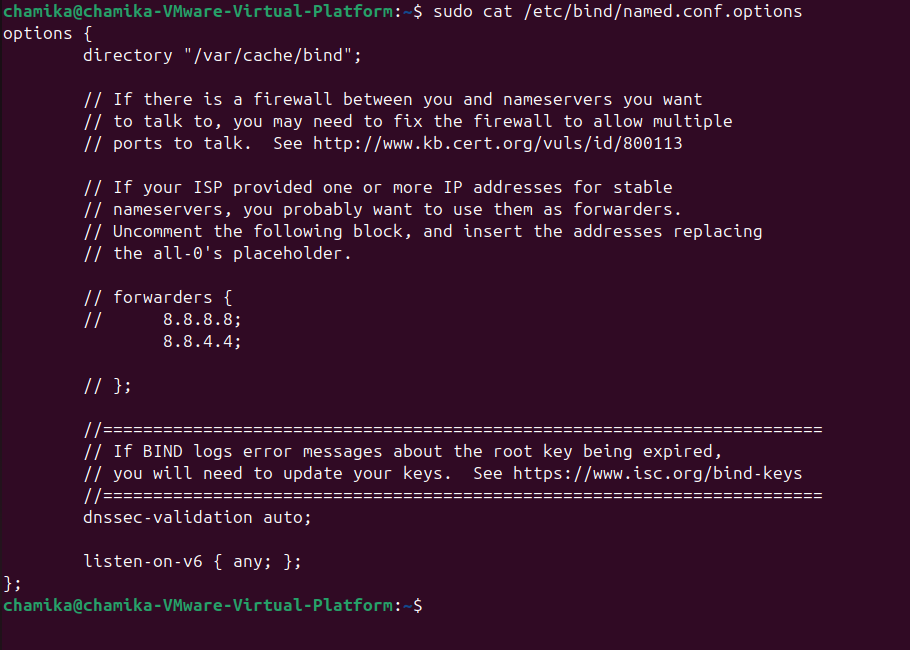 chamika@chamika-VMware-Virtual-Platform:~$ sudo cat /etc/bind/named.conf.options
options {
        directory "/var/cache/bind";

        // If there is a firewall between you and nameservers you want
        // to talk to, you may need to fix the firewall to allow multiple
        // ports to talk.  See http://www.kb.cert.org/vuls/id/800113

        // If your ISP provided one or more IP addresses for stable
        // nameservers, you probably want to use them as forwarders.
        // Uncomment the following block, and insert the addresses replacing
        // the all-0's placeholder.

        // forwarders {
        //      8.8.8.8;
                8.8.4.4;

        // };

        //========================================================================
        // If BIND logs error messages about the root key being expired,
        // you will need to update your keys.  See https://www.isc.org/bind-keys
        //========================================================================
        dnssec-validation auto;

        listen-on-v6 { any; };
};
chamika@chamika-VMware-Virtual-Platform:~$